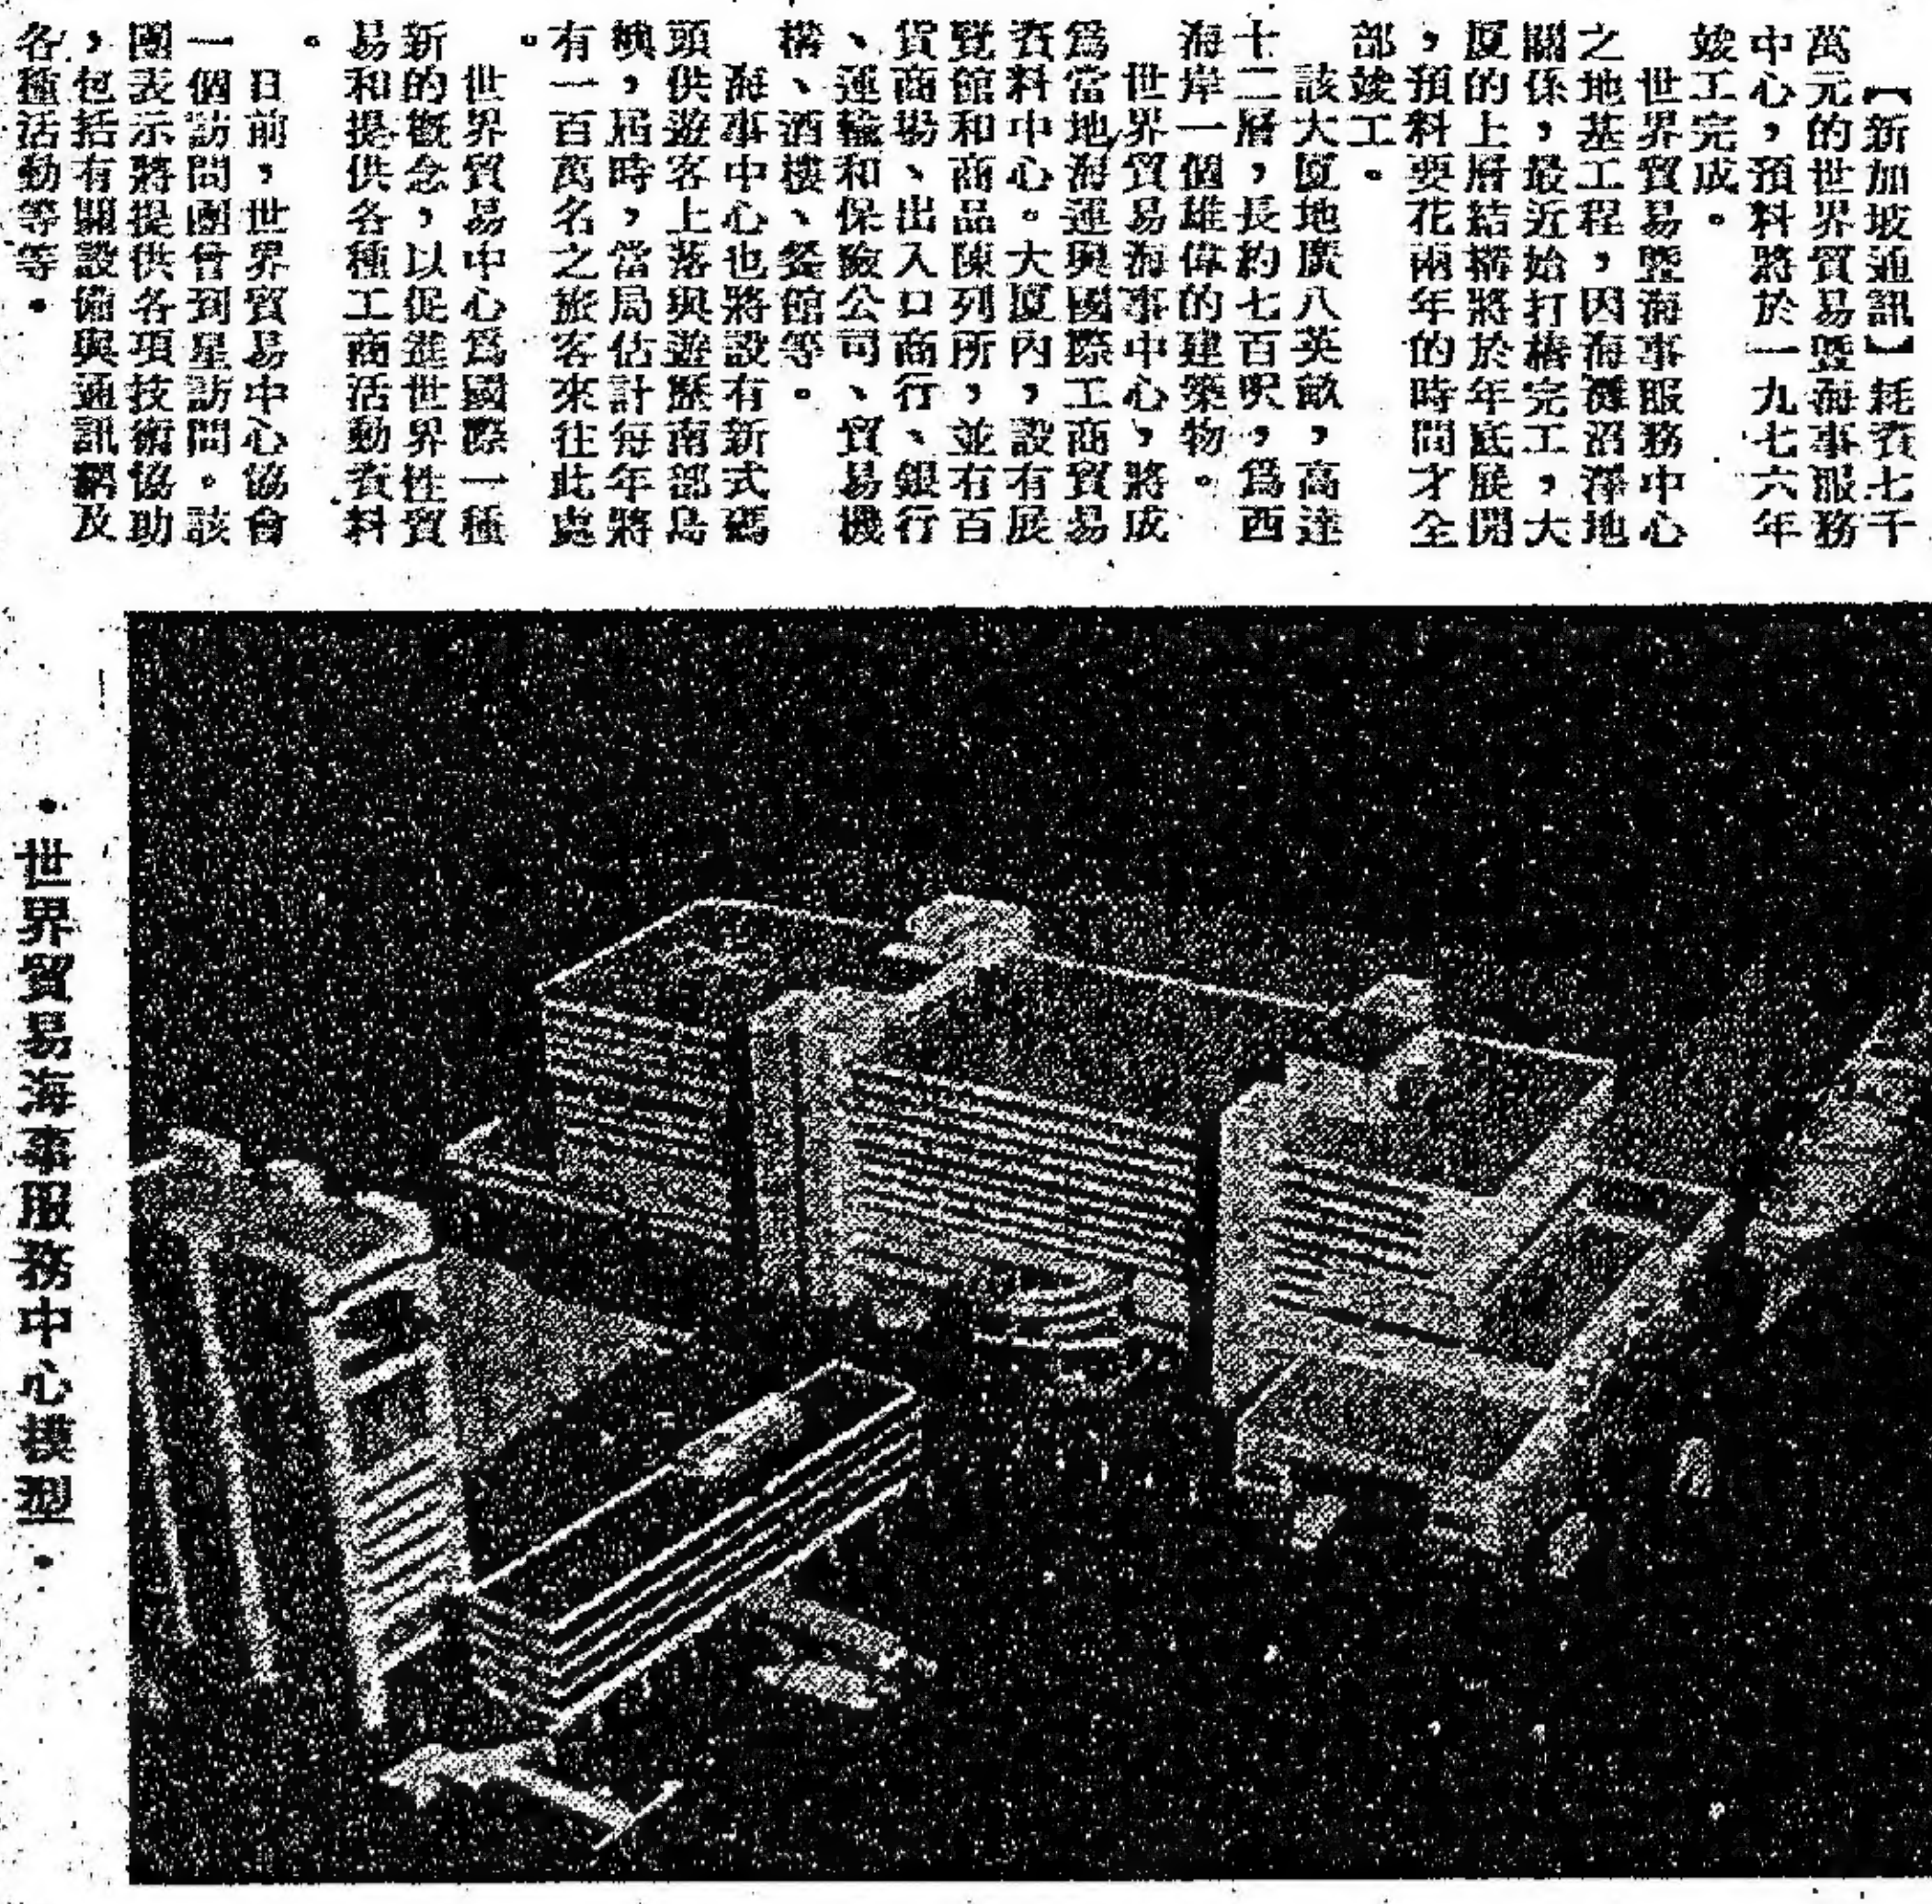 【新加坡通訊】耗資七千
萬元的世界貿易暨海事服務
中心，預料將於一九七六年
竣工完成。
世界貿易暨海事服務中心
之地基工程，因海灘沼澤地
關係，最近始打樁完工，大
厦的上層結構將於年底展開
，預料要花兩年的時間才全
部竣工。
該大厦地廣八英畝，高達
十二層，長約七百呎，爲西
海岸一個雄偉的建築物。
世界貿易海事中心，將成
爲當地海運與國際工商貿易
資料中心。大厦內，設有展
覽館和商品陳列所，並有百
貨商場、出入口商行、銀行
、運輸和保險公司、貿易機
構、酒樓、餐館等。
海事中心也將設有新式碼
頭供遊客上落與遊歷南部島
嶼，屆時，當局估計每年將
有一百萬名之旅客來往此處
。
世界貿易中心爲國際一種
新的概念，以促進世界性貿
易和提供各種工商活動資料
。
日前，世界貿易中心協會
一個訪問團曾到星訪問。該
團表示將提供各項技術協助
，包括有關設備與通訊網及
各種活動等等。
•世界貿易海事服務中心模型•